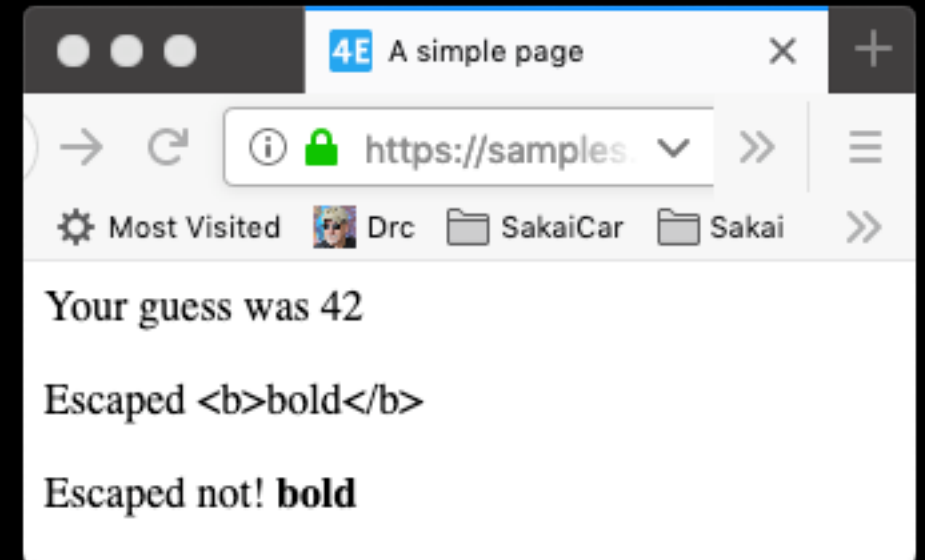 4E A simple page
https://samples.
Most Visited Drc SakaiCar Sakai
Your guess was 42
Escaped <b>bold</b>
Escaped not! bold